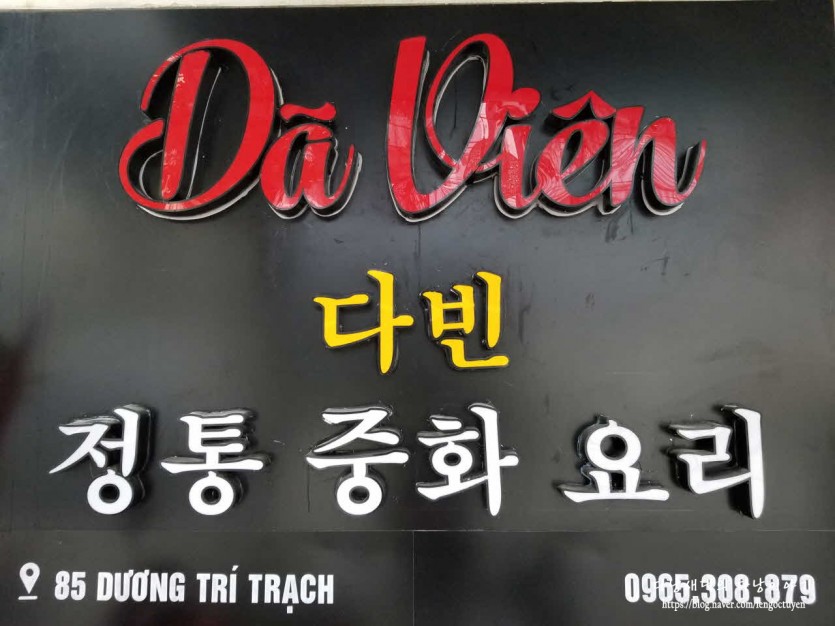 Dã Viên
다빈
정통 중화 요리
85 DƯƠNG TRÍ TRẠCH
0965.308.879
https://blog.naver.com/lengoctuyen